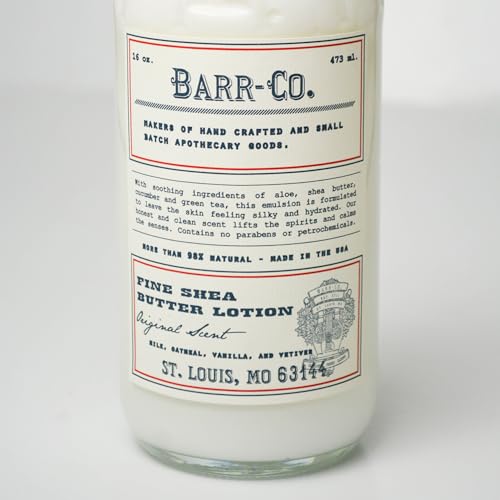 16 oz. 473 ml.
BARR-CO.
MAKERS OF HAND CRAFTED AND SMALL
BATCH APOTHECARY GOODS.
With soothing ingredients of aloe, shea butter,
cucumber and green tea, this emulsion is formulated
to leave the skin feeling silky and hydrated. Our
honest and clean scent lifts the spirits and calms
the senses. Contains no parabens or petrochemicals.
MORE THAN 98% NATURAL - MADE IN THE USA
FINE SHEA
BUTTER LOTION
Original Scent
MILK, OATMEAL, VANILLA, AND VETIVER
ST. LOUIS, MO 63144